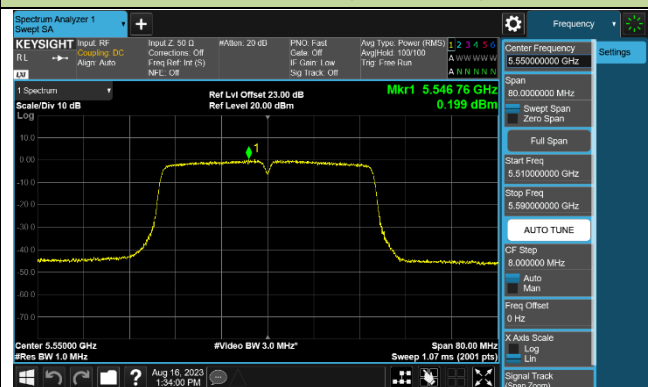 Spectrum Analyzer 1
Swept SA
+
Frequency
KEYSIGHT
RL
LXI
Input: RF
Coupling: DC
Align: Auto
Input Z: 50 Ω
Corrections: Off
Freq Ref: Int (S)
NFE: Off
#Atten: 20 dB
PNO: Fast
Gate: Off
IF Gain: Low
Sig Track: Off
Avg Type: Power (RMS)
Avg|Hold: 100/100
Trig: Free Run
1 2 3 4 5 6
A W W W W W
A N N N N N
Center Frequency
5.550000000 GHz
Settings
Span
80.0000000 MHz
Swept Span
Zero Span
Full Span
Start Freq
5.510000000 GHz
Stop Freq
5.590000000 GHz
AUTO TUNE
CF Step
8.000000 MHz
Auto
Man
Freq Offset
0 Hz
X Axis Scale
Log
Lin
Signal Track
(Span Zoom)
1 Spectrum
Scale/Div 10 dB
Log
Ref Lvl Offset 23.00 dB
Ref Level 20.00 dBm
Mkr1 5.546 76 GHz
0.199 dBm
1
10.0
0.00
-10.0
-20.0
-30.0
-40.0
-50.0
-60.0
-70.0
Center 5.55000 GHz
#Res BW 1.0 MHz
#Video BW 3.0 MHz*
Span 80.00 MHz
Sweep 1.07 ms (2001 pts)
?
Aug 16, 2023
1:34:00 PM